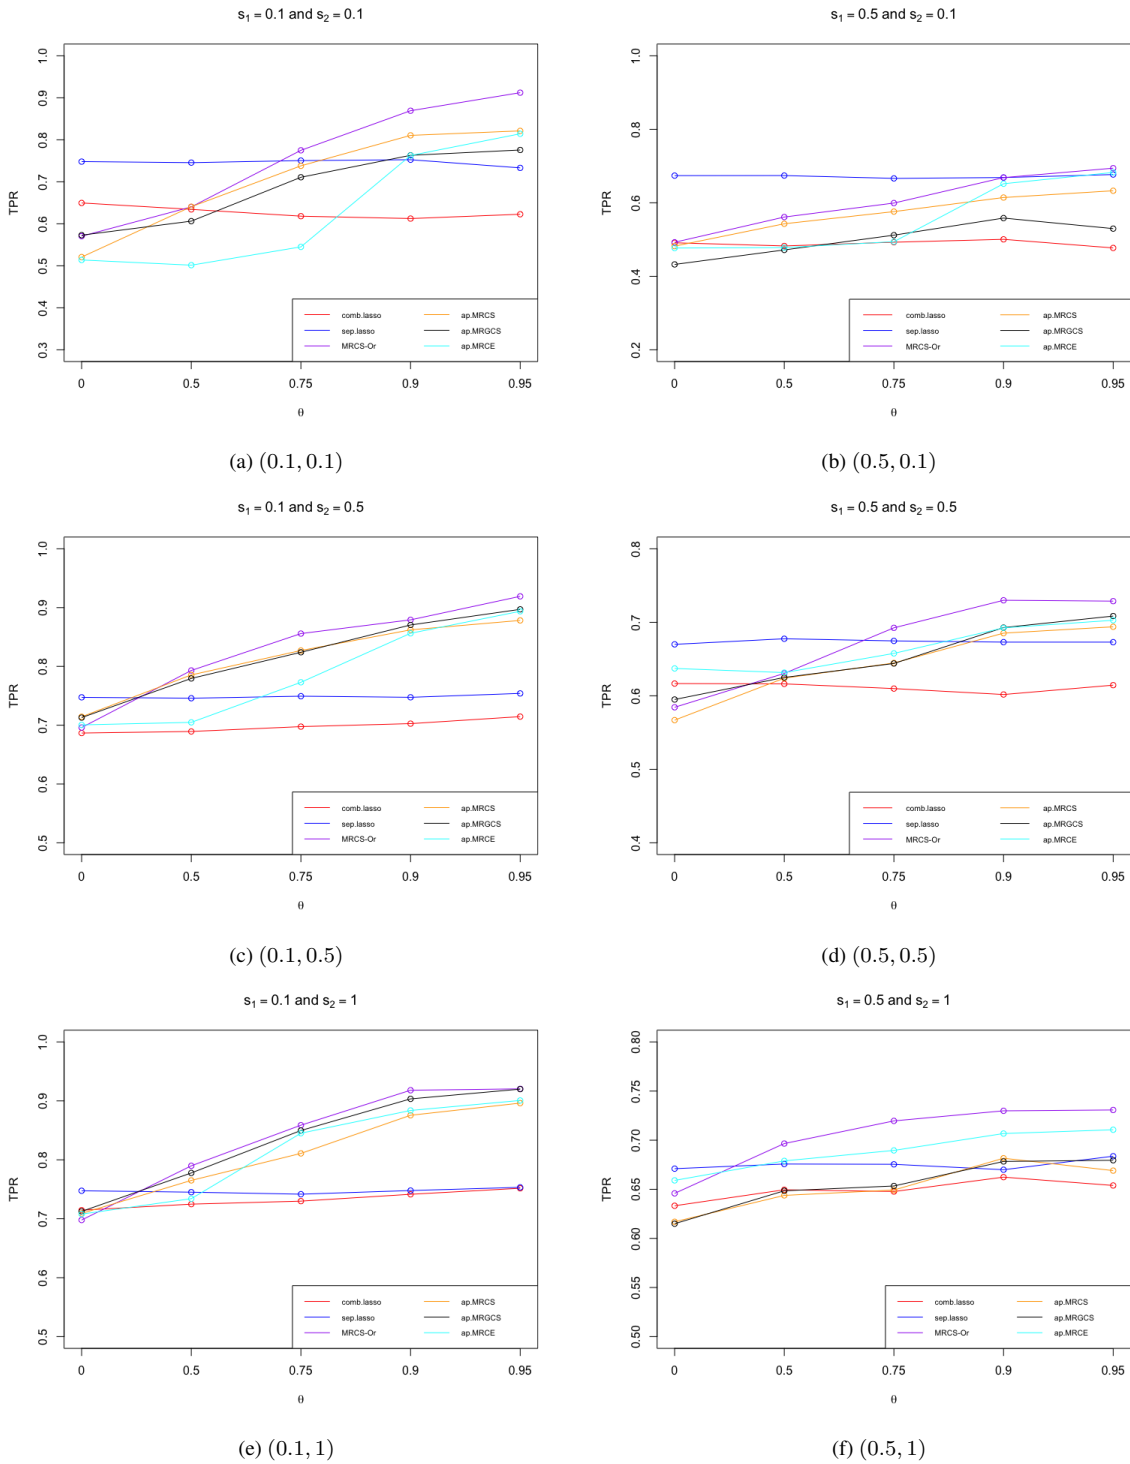 s1 = 0.1 and s2 = 0.1
TPR
1.0
0.9
0.8
0.7
0.6
0.5
0.4
0.3
comb.lasso ap.MRCS
sep.lasso ap.MRGCS
MRCS-Or ap.MRCE
0 0.5 0.75 0.9 0.95
θ
(a) (0.1, 0.1)
s1 = 0.5 and s2 = 0.1
TPR
1.0
0.8
0.6
0.4
0.2
comb.lasso ap.MRCS
sep.lasso ap.MRGCS
MRCS-Or ap.MRCE
0 0.5 0.75 0.9 0.95
θ
(b) (0.5, 0.1)
s1 = 0.1 and s2 = 0.5
TPR
1.0
0.9
0.8
0.7
0.6
0.5
comb.lasso ap.MRCS
sep.lasso ap.MRGCS
MRCS-Or ap.MRCE
0 0.5 0.75 0.9 0.95
θ
(c) (0.1, 0.5)
s1 = 0.5 and s2 = 0.5
TPR
0.8
0.7
0.6
0.5
0.4
comb.lasso ap.MRCS
sep.lasso ap.MRGCS
MRCS-Or ap.MRCE
0 0.5 0.75 0.9 0.95
θ
(d) (0.5, 0.5)
s1 = 0.1 and s2 = 1
TPR
1.0
0.9
0.8
0.7
0.6
0.5
comb.lasso ap.MRCS
sep.lasso ap.MRGCS
MRCS-Or ap.MRCE
0 0.5 0.75 0.9 0.95
θ
(e) (0.1, 1)
s1 = 0.5 and s2 = 1
TPR
0.80
0.75
0.70
0.65
0.60
0.55
0.50
comb.lasso ap.MRCS
sep.lasso ap.MRGCS
MRCS-Or ap.MRCE
0 0.5 0.75 0.9 0.95
θ
(f) (0.5, 1)